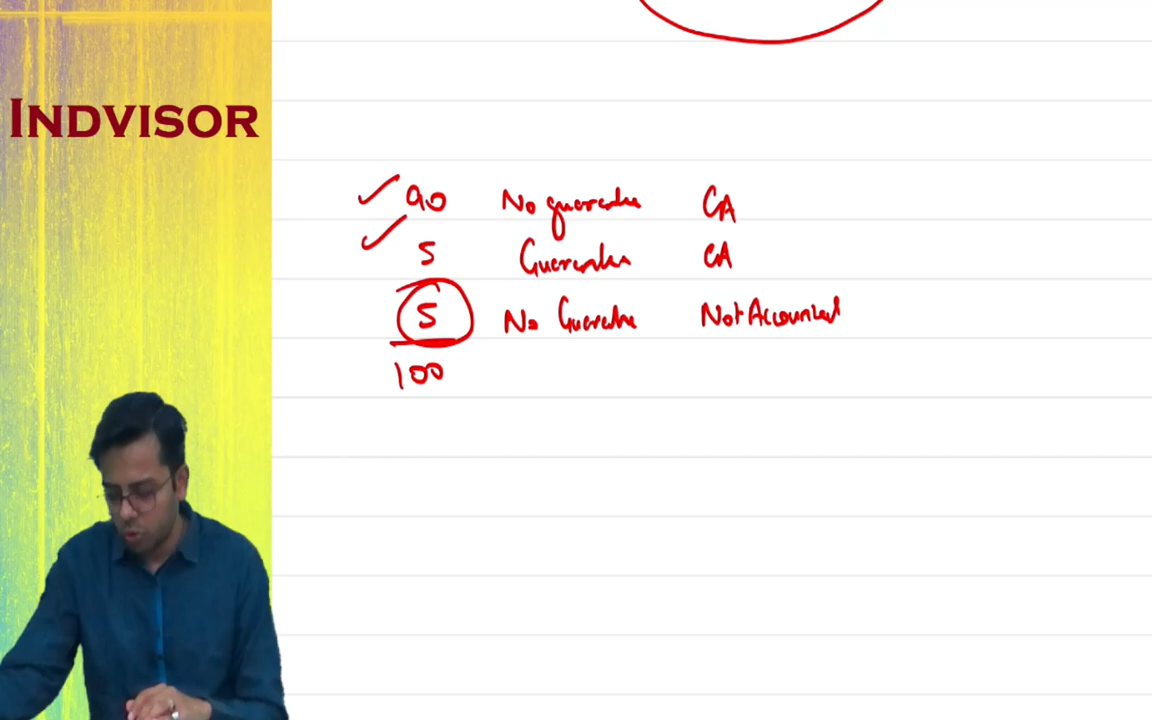 INDVISOR
90 No guarantee CA
5 Guarantee CA
5 No Guarantee Not Accounted
100